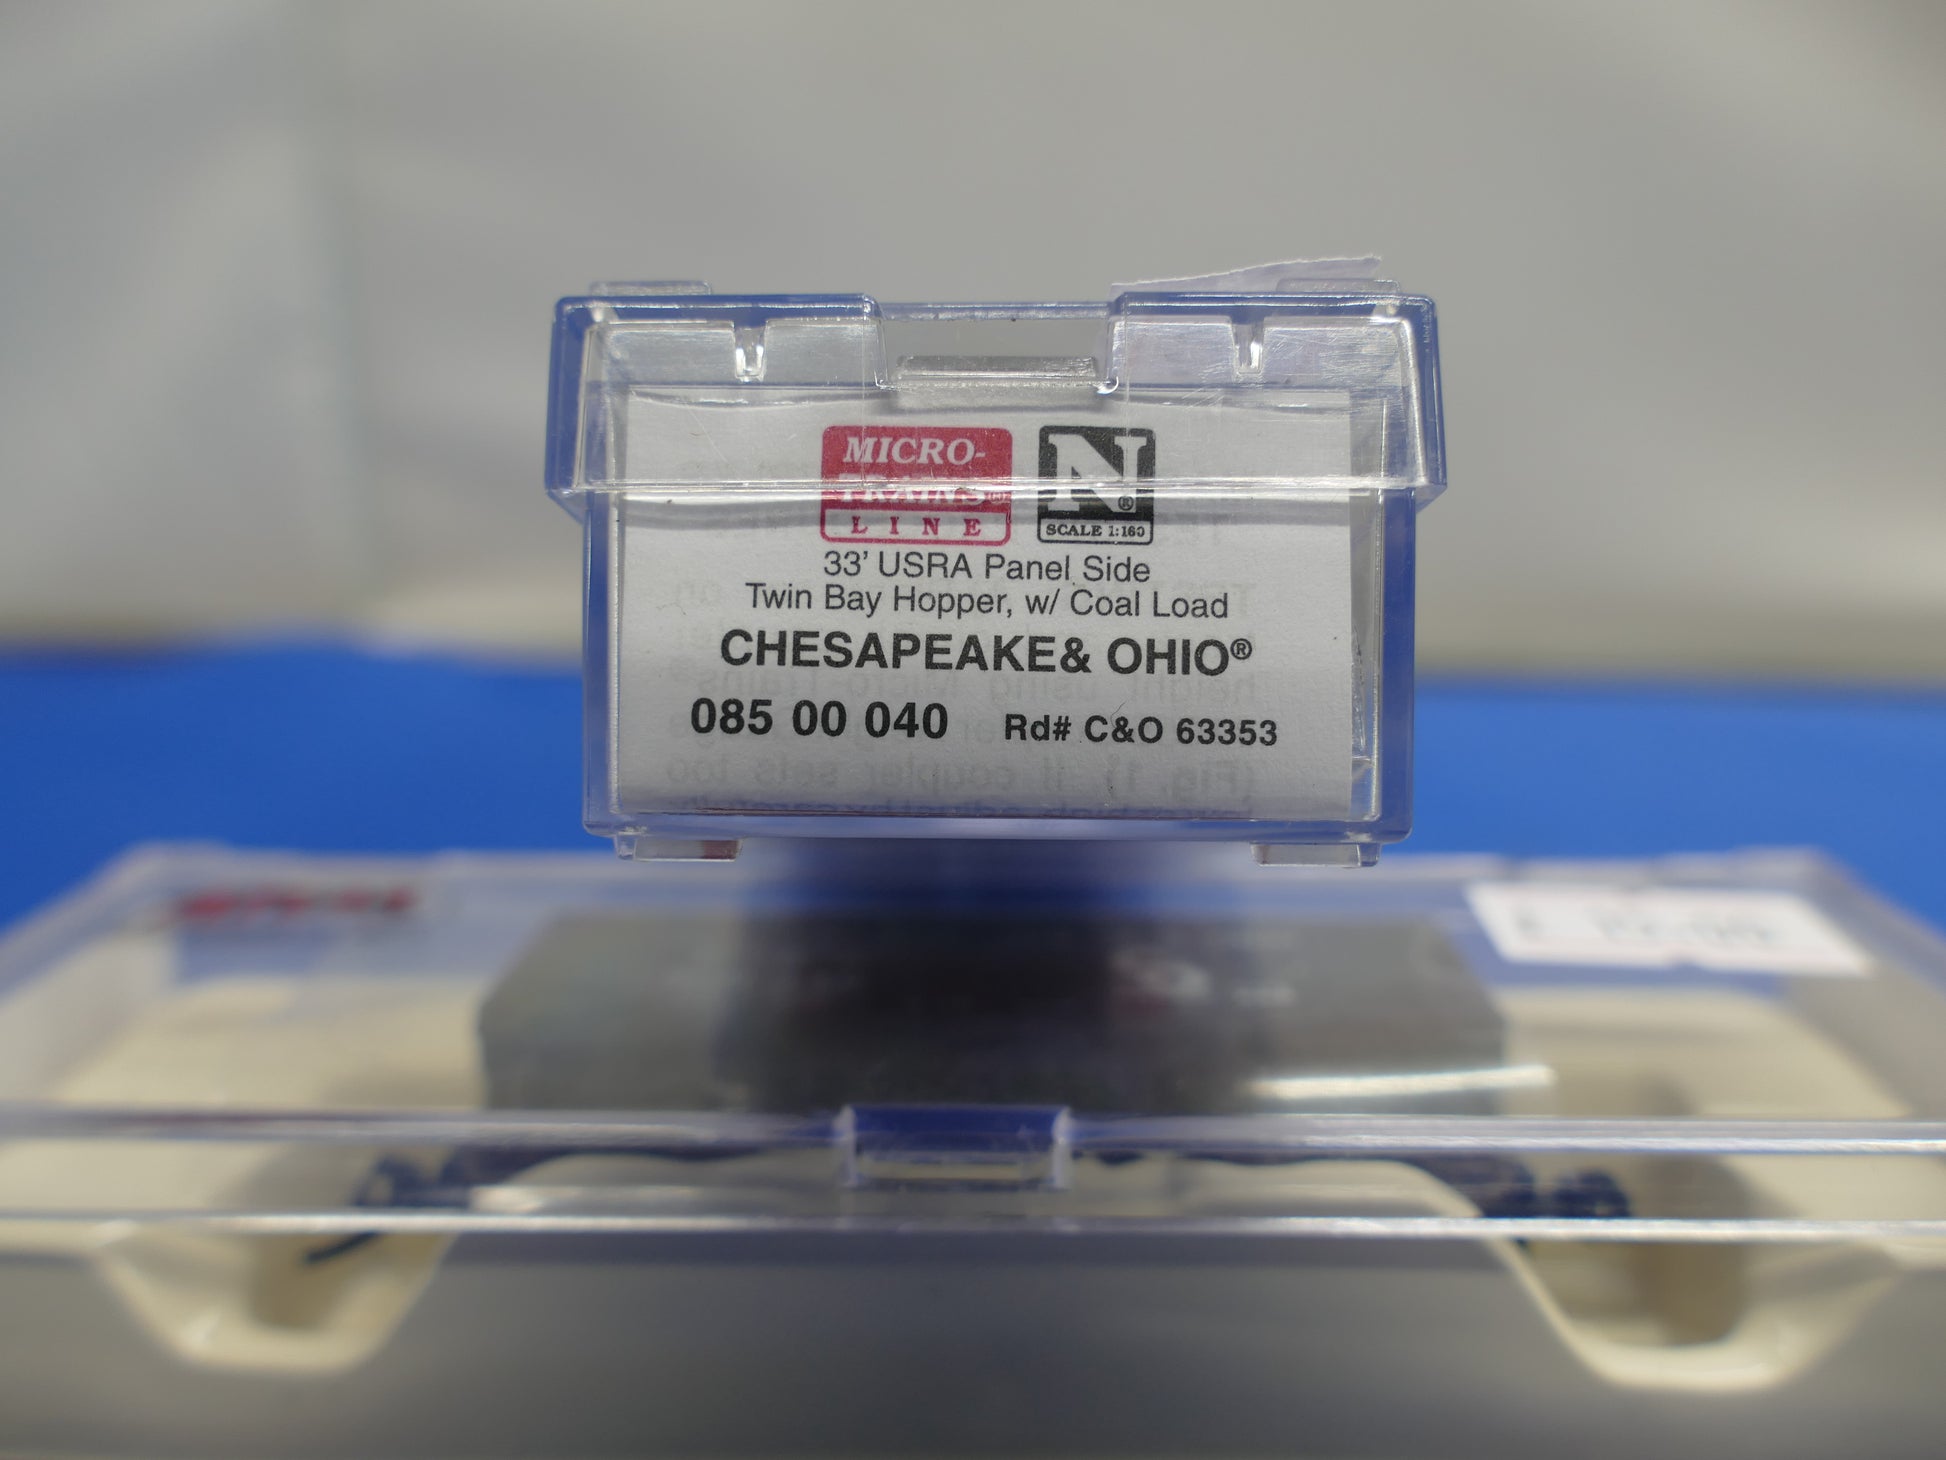 MICRO-
TRAINS®
LINE
N®
SCALE 1:160
33' USRA Panel Side
Twin Bay Hopper, w/ Coal Load
CHESAPEAKE& OHIO®
085 00 040 Rd# C&O 63353